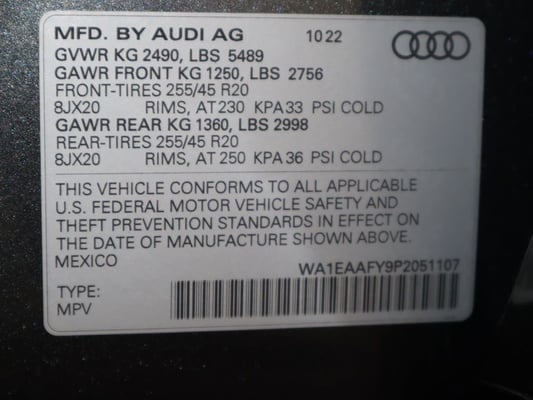 MFD. BY AUDI AG 10 22
GVWR KG 2490, LBS 5489
GAWR FRONT KG 1250, LBS 2756
FRONT-TIRES 255/45 R20
8JX20 RIMS, AT 230 KPA 33 PSI COLD
GAWR REAR KG 1360, LBS 2998
REAR-TIRES 255/45 R20
8JX20 RIMS, AT 250 KPA 36 PSI COLD
THIS VEHICLE CONFORMS TO ALL APPLICABLE
U.S. FEDERAL MOTOR VEHICLE SAFETY AND
THEFT PREVENTION STANDARDS IN EFFECT ON
THE DATE OF MANUFACTURE SHOWN ABOVE.
MEXICO
WA1EAAFY9P2051107
TYPE:
MPV